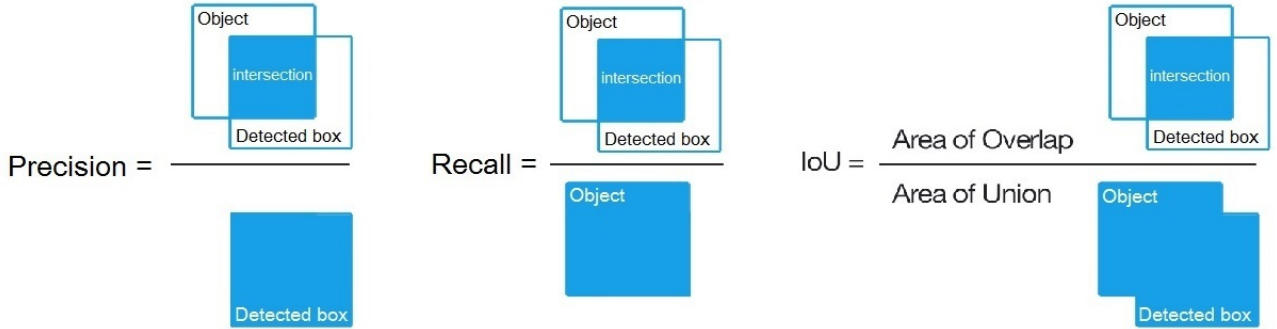 Object
intersection
Detected box
Precision =
Detected box
Object
intersection
Detected box
Recall =
Object
Object
intersection
Detected box
IoU =
Area of Overlap
Area of Union
Object
Detected box